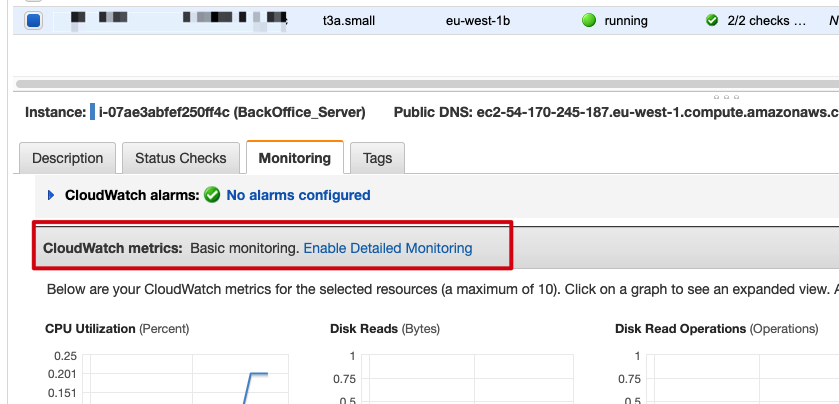 t3a.small eu-west-1b running 2/2 checks ... N
Instance: i-07ae3abfef250ff4c (BackOffice_Server) Public DNS: ec2-54-170-245-187.eu-west-1.compute.amazonaws.c
Description Status Checks Monitoring Tags
CloudWatch alarms: No alarms configured
CloudWatch metrics: Basic monitoring. Enable Detailed Monitoring
Below are your CloudWatch metrics for the selected resources (a maximum of 10). Click on a graph to see an expanded view. A
CPU Utilization (Percent) Disk Reads (Bytes) Disk Read Operations (Operations)
0.25 1 1
0.201 0.75 0.75
0.151 0.5 0.5